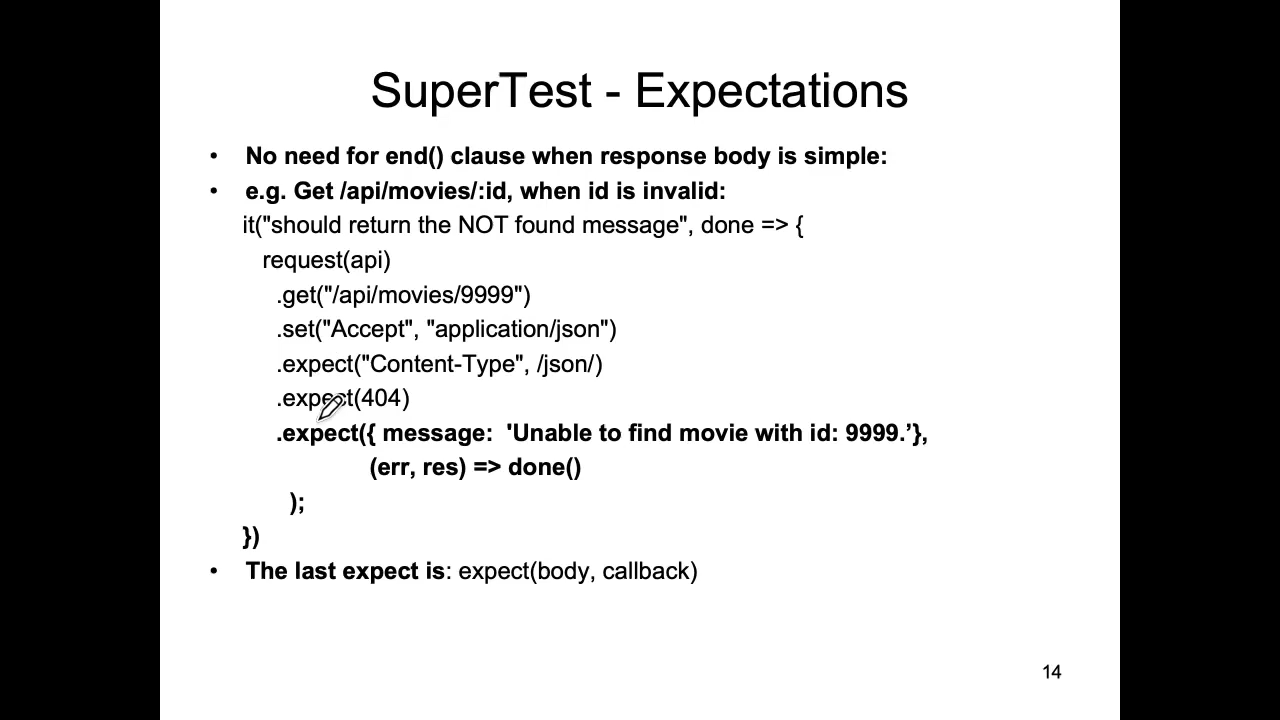 SuperTest - Expectations
• No need for end() clause when response body is simple:
• e.g. Get /api/movies/:id, when id is invalid:
it("should return the NOT found message", done => {
request(api)
.get("/api/movies/9999")
.set("Accept", "application/json")
.expect("Content-Type", /json/)
.expect(404)
.expect({ message:  'Unable to find movie with id: 9999.’},
(err, res) => done()
);
})
• The last expect is: expect(body, callback)
14